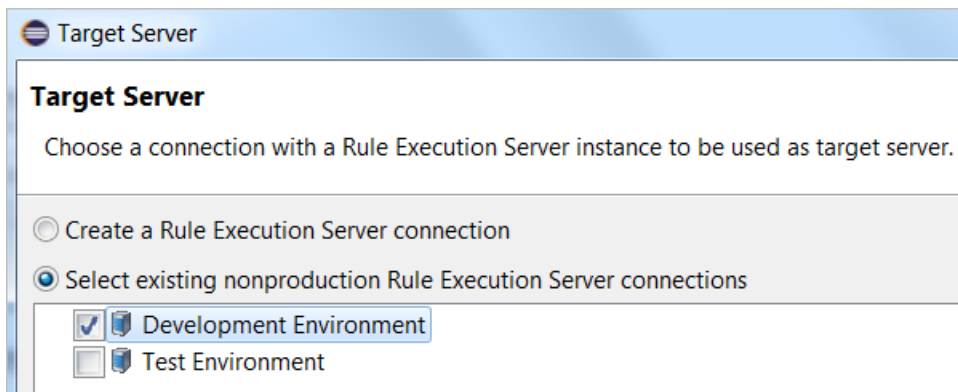 Target Server
Target Server
Choose a connection with a Rule Execution Server instance to be used as target server.
Create a Rule Execution Server connection
Select existing nonproduction Rule Execution Server connections
Development Environment
Test Environment